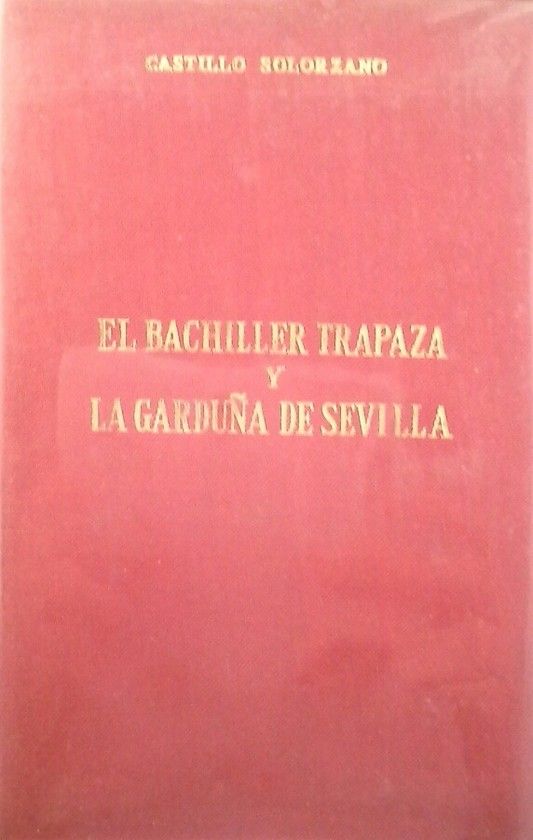 CASTILLO SOLORZANO
EL BACHILLER TRAPAZA
Y
LA GARDUÑA DE SEVILLA